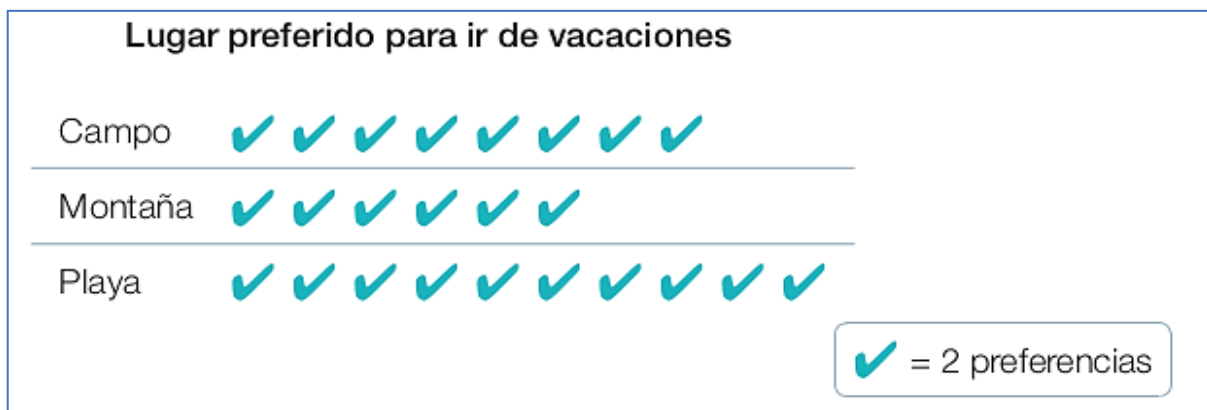 Lugar preferido para ir de vacaciones
Campo ✔ ✔ ✔ ✔ ✔ ✔ ✔ ✔
Montaña ✔ ✔ ✔ ✔ ✔ ✔
Playa ✔ ✔ ✔ ✔ ✔ ✔ ✔ ✔ ✔ ✔
✔ = 2 preferencias